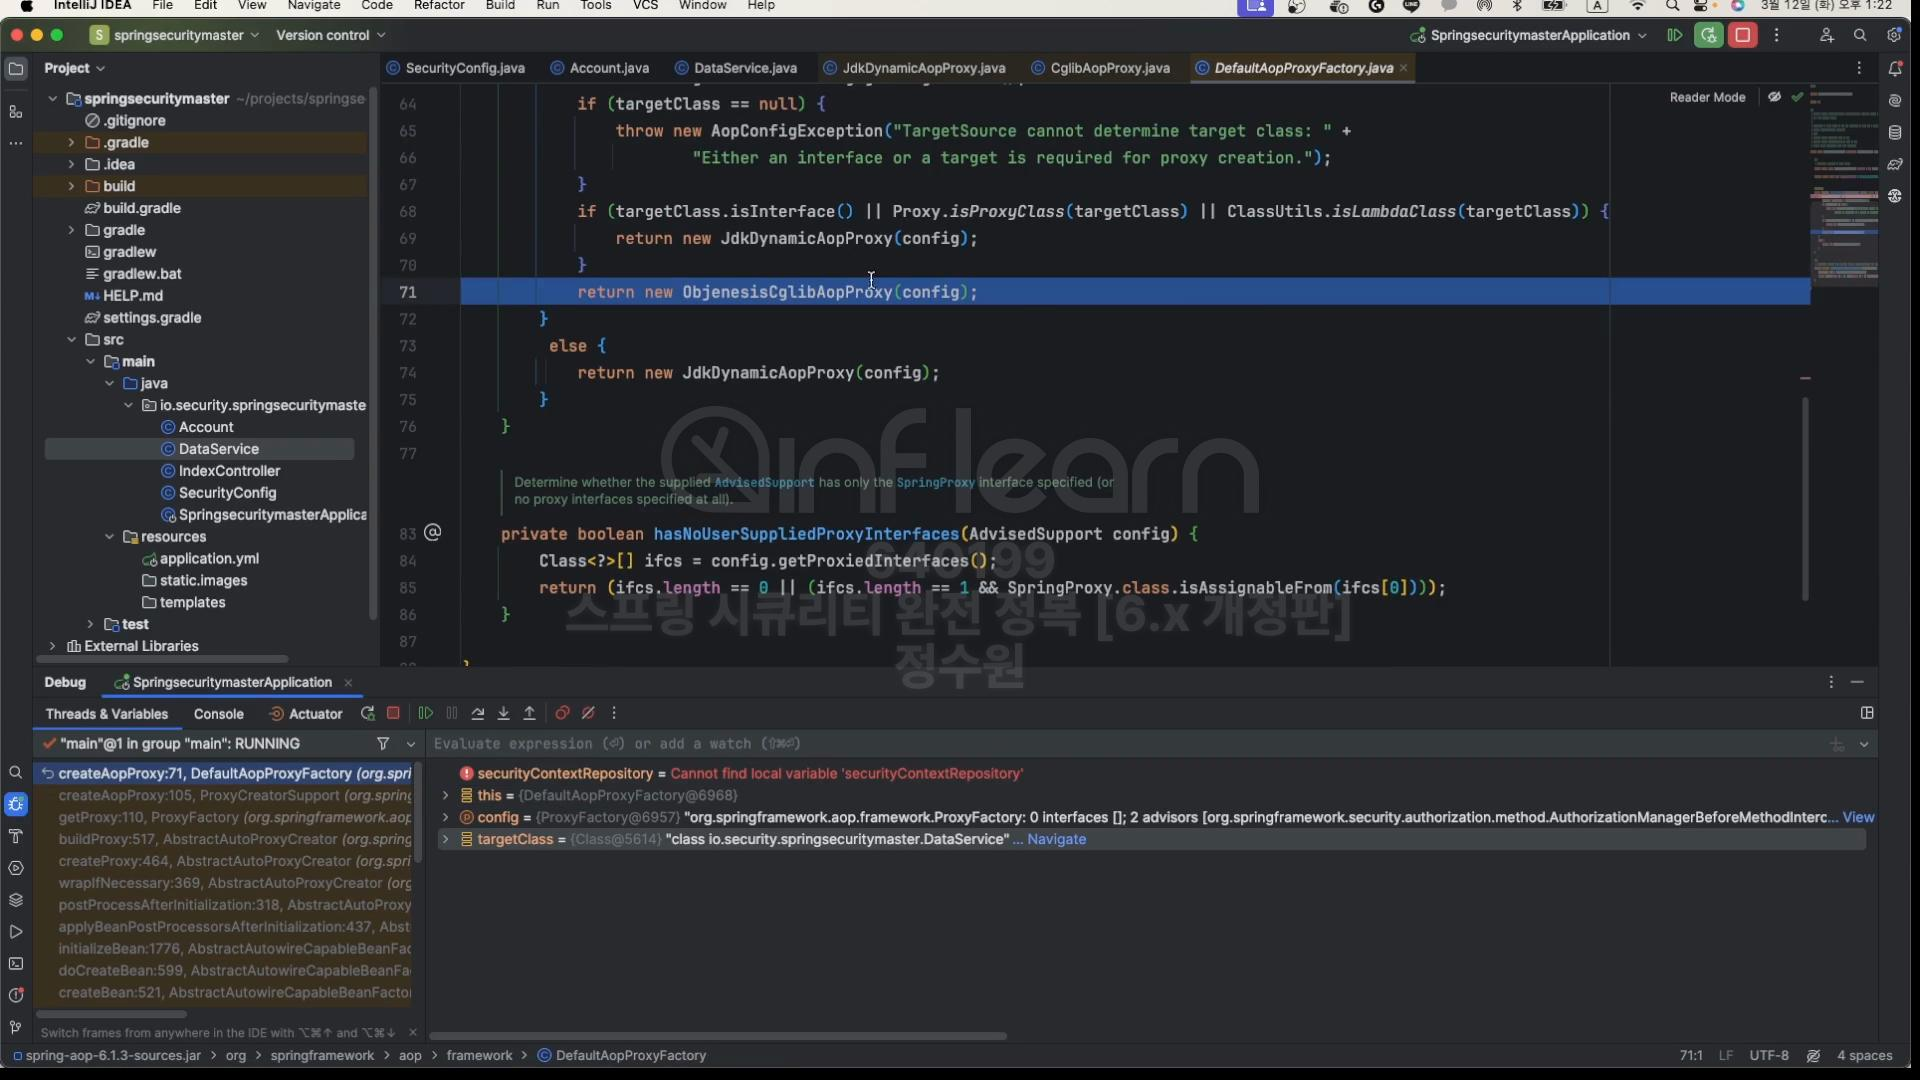 IntelliJ IDEA File Edit View Navigate Code Refactor Build Run Tools VCS Window Help
A 3월 12일 (화) 오후 1:22
S springsecuritymaster Version control
SpringsecuritymasterApplication
Project
SecurityConfig.java Account.java DataService.java JdkDynamicAopProxy.java CglibAopProxy.java DefaultAopProxyFactory.java
springsecuritymaster ~/projects/springse
.gitignore
.gradle
.idea
build
build.gradle
gradle
gradlew
gradlew.bat
M↓ HELP.md
settings.gradle
src
main
java
io.security.springsecuritymaste
Account
DataService
IndexController
SecurityConfig
SpringsecuritymasterApplica
resources
application.yml
static.images
templates
test
External Libraries
Reader Mode
64 if (targetClass == null) {
65 throw new AopConfigException("TargetSource cannot determine target class: " +
66 "Either an interface or a target is required for proxy creation.");
67 }
68 if (targetClass.isInterface() || Proxy.isProxyClass(targetClass) || ClassUtils.isLambdaClass(targetClass)) {
69 return new JdkDynamicAopProxy(config);
70 }
71 return new ObjenesisCglibAopProxy(config);
72 }
73 else {
74 return new JdkDynamicAopProxy(config);
75 }
76 }
77
Determine whether the supplied AdvisedSupport has only the SpringProxy interface specified (or
no proxy interfaces specified at all).
83 private boolean hasNoUserSuppliedProxyInterfaces(AdvisedSupport config) {
84 Class<?>[] ifcs = config.getProxiedInterfaces();
85 return (ifcs.length == 0 || (ifcs.length == 1 && SpringProxy.class.isAssignableFrom(ifcs[0])));
86 }
87
inflearn
640199
스프링 시큐리티 완전 정복 [6.x 개정판]
정수원
Debug SpringsecuritymasterApplication
Threads & Variables Console Actuator
"main"@1 in group "main": RUNNING
Evaluate expression (⏎) or add a watch (⇧⌘⏎)
createAopProxy:71, DefaultAopProxyFactory (org.spri
createAopProxy:105, ProxyCreatorSupport (org.spring
getProxy:110, ProxyFactory (org.springframework.aop
buildProxy:517, AbstractAutoProxyCreator (org.spring
createProxy:464, AbstractAutoProxyCreator (org.sprin
wrapIfNecessary:369, AbstractAutoProxyCreator (org
postProcessAfterInitialization:318, AbstractAutoProxy
applyBeanPostProcessorsAfterInitialization:437, Abst
initializeBean:1776, AbstractAutowireCapableBeanFac
doCreateBean:599, AbstractAutowireCapableBeanFa
createBean:521, AbstractAutowireCapableBeanFacto
Switch frames from anywhere in the IDE with ⌥⌘↑ and ⌥⌘↓
securityContextRepository = Cannot find local variable 'securityContextRepository'
this = {DefaultAopProxyFactory@6968}
config = {ProxyFactory@6957} "org.springframework.aop.framework.ProxyFactory: 0 interfaces []; 2 advisors [org.springframework.security.authorization.method.AuthorizationManagerBeforeMethodInterc... View
targetClass = {Class@5614} "class io.security.springsecuritymaster.DataService" ... Navigate
spring-aop-6.1.3-sources.jar > org > springframework > aop > framework > DefaultAopProxyFactory
71:1 LF UTF-8 4 spaces